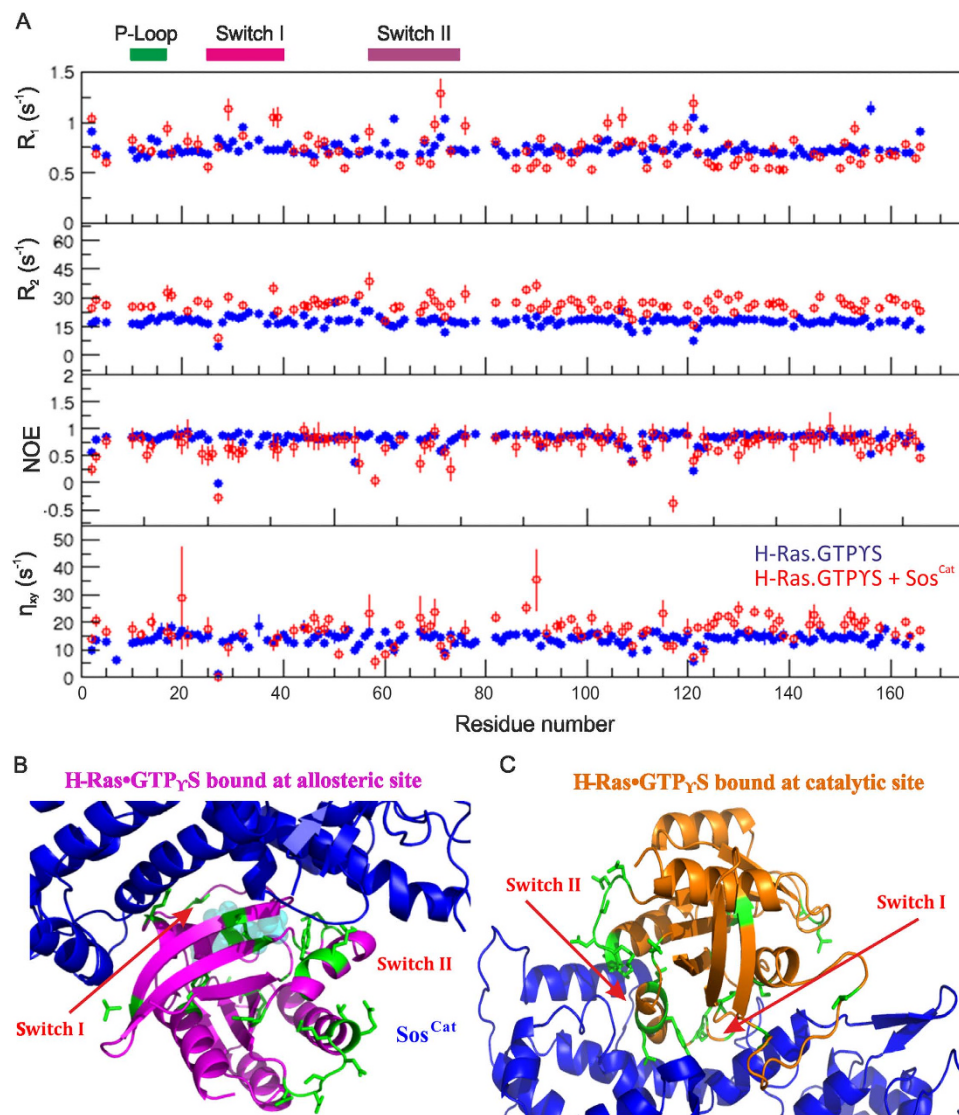 A
P-Loop Switch I Switch II
R1 (s-1)
1.5
1
0.5
0
R2 (s-1)
60
45
30
15
0
NOE
2
1.5
1
0.5
0
-0.5
ηxy (s-1)
50
40
30
20
10
0
H-Ras.GTPYS
H-Ras.GTPYS + SosCat
0 20 40 60 80 100 120 140 160
Residue number
B
H-Ras•GTPγS bound at allosteric site
Switch I
Switch II
SosCat
C
H-Ras•GTPγS bound at catalytic site
Switch II
Switch I